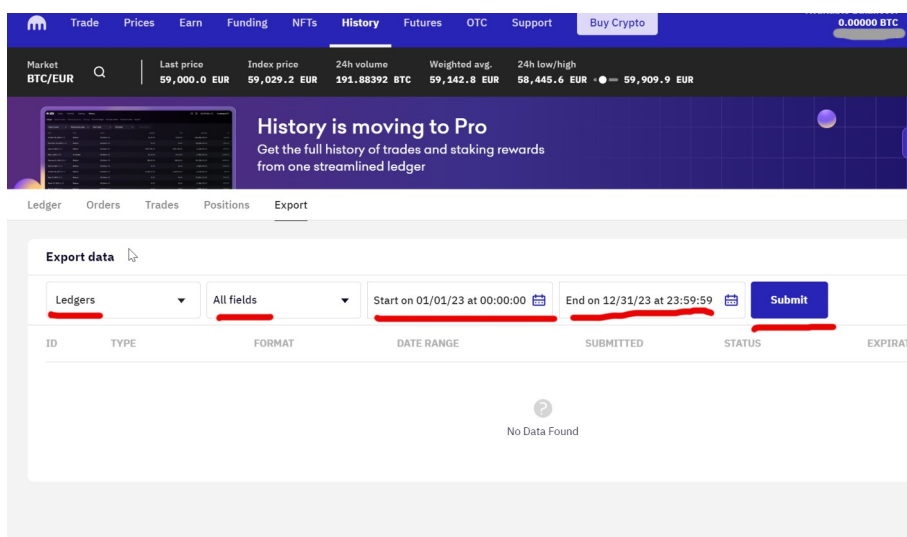 Trade Prices Earn Funding NFTs History Futures OTC Support Buy Crypto 0.00000 BTC
Market Last price Index price 24h volume Weighted avg. 24h low/high
BTC/EUR 59,000.0 EUR 59,029.2 EUR 191.88392 BTC 59,142.8 EUR 58,445.6 EUR 59,909.9 EUR
History is moving to Pro
Get the full history of trades and staking rewards
from one streamlined ledger
Ledger Orders Trades Positions Export
Export data
Ledgers All fields Start on 01/01/23 at 00:00:00 End on 12/31/23 at 23:59:59 Submit
ID TYPE FORMAT DATE RANGE SUBMITTED STATUS EXPIRAT
?
No Data Found